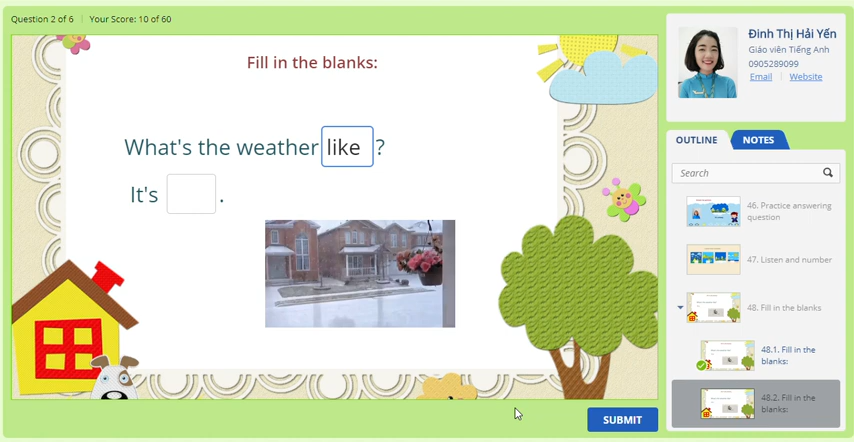 Question 2 of 6 | Your Score: 10 of 60
Fill in the blanks:
What's the weather like ?
It's .
SUBMIT
Đinh Thị Hải Yến
Giáo viên Tiếng Anh
0905289099
Email | Website
OUTLINE NOTES
Search
46. Practice answering
question
47. Listen and number
48. Fill in the blanks
48.1. Fill in the
blanks:
48.2. Fill in the
blanks: